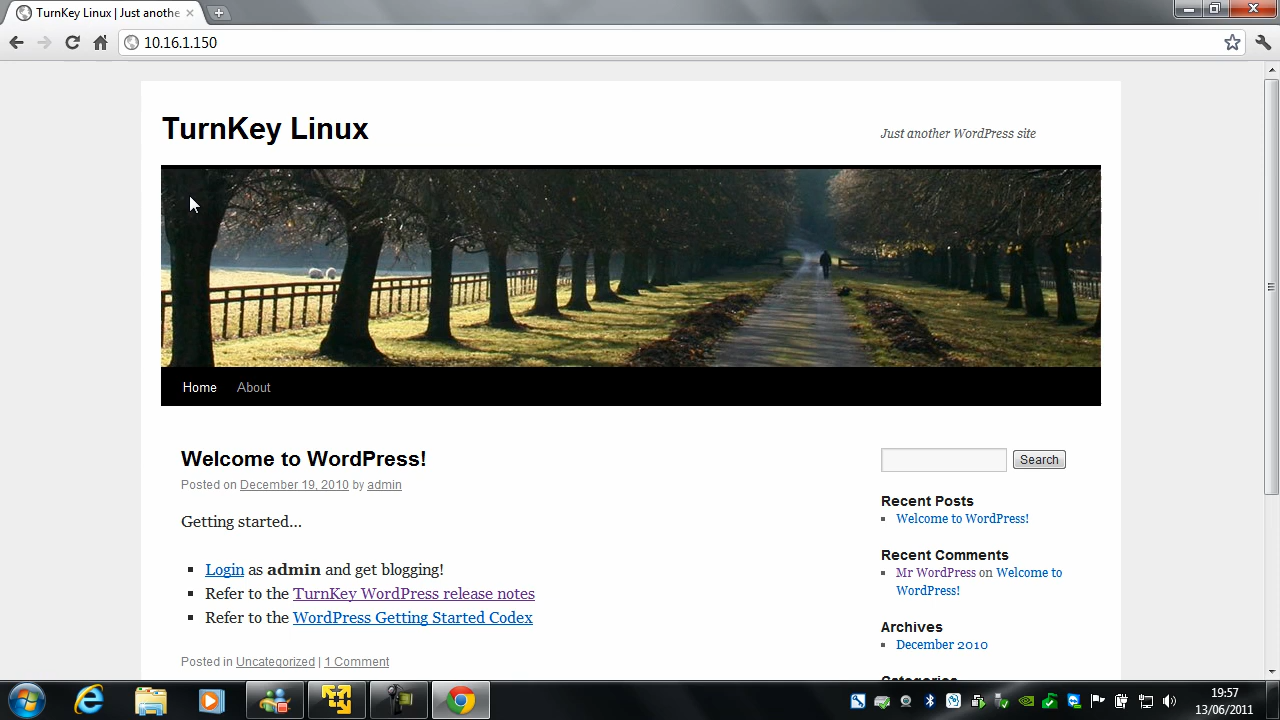 TurnKey Linux | Just anothe
10.16.1.150
TurnKey Linux
Just another WordPress site
Home About
Welcome to WordPress!
Posted on December 19, 2010 by admin
Getting started...
Login as admin and get blogging!
Refer to the TurnKey WordPress release notes
Refer to the WordPress Getting Started Codex
Posted in Uncategorized | 1 Comment
Search
Recent Posts
Welcome to WordPress!
Recent Comments
Mr WordPress on Welcome to
WordPress!
Archives
December 2010
Categories
19:57
13/06/2011